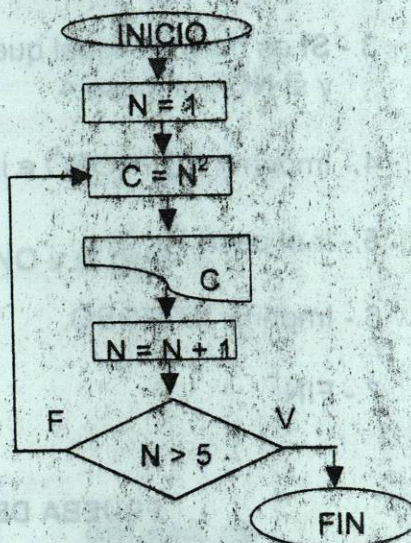 INICIO
N = 1
C = N²
C
N = N + 1
F
V
N > 5
FIN